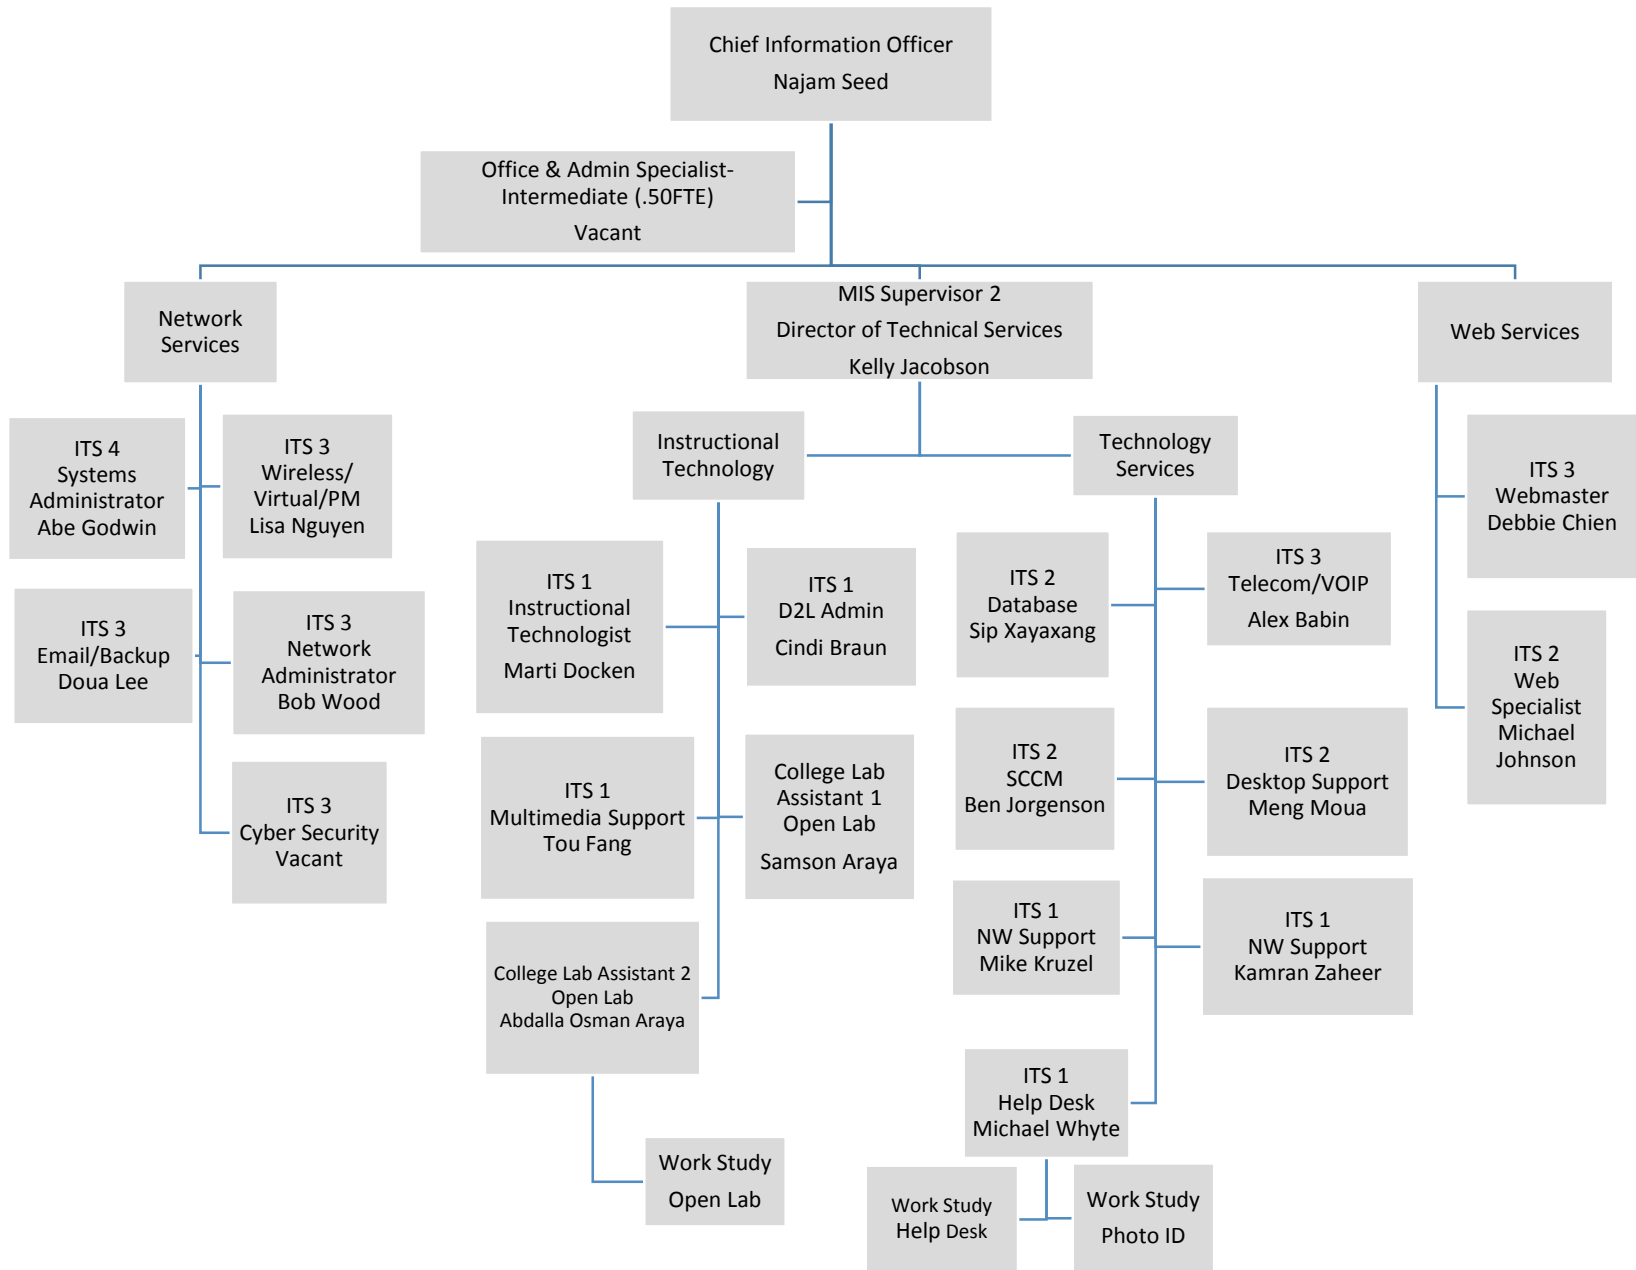 Chief Information Officer
Najam Seed
Office & Admin Specialist-
Intermediate (.50FTE)
Vacant
Network
Services
MIS Supervisor 2
Director of Technical Services
Kelly Jacobson
Web Services
ITS 4
Systems
Administrator
Abe Godwin
ITS 3
Wireless/
Virtual/PM
Lisa Nguyen
ITS 3
Email/Backup
Doua Lee
ITS 3
Network
Administrator
Bob Wood
ITS 3
Cyber Security
Vacant
Instructional
Technology
ITS 1
Instructional
Technologist
Marti Docken
ITS 1
D2L Admin
Cindi Braun
ITS 1
Multimedia Support
Tou Fang
College Lab
Assistant 1
Open Lab
Samson Araya
College Lab Assistant 2
Open Lab
Abdalla Osman Araya
Work Study
Open Lab
Technology
Services
ITS 2
Database
Sip Xayaxang
ITS 3
Telecom/VOIP
Alex Babin
ITS 2
SCCM
Ben Jorgenson
ITS 2
Desktop Support
Meng Moua
ITS 1
NW Support
Mike Kruzel
ITS 1
NW Support
Kamran Zaheer
ITS 1
Help Desk
Michael Whyte
Work Study
Help Desk
Work Study
Photo ID
ITS 3
Webmaster
Debbie Chien
ITS 2
Web
Specialist
Michael
Johnson